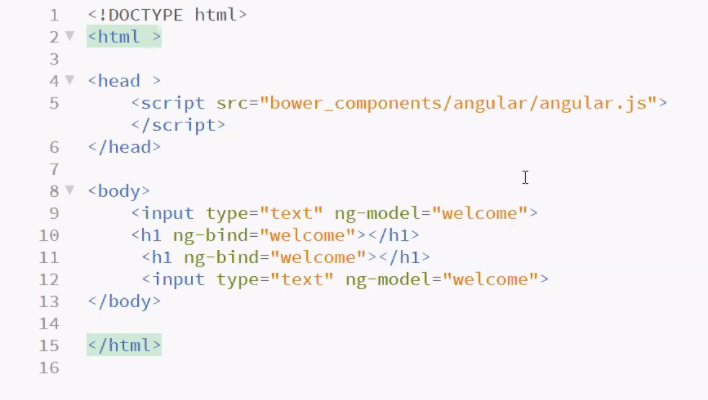 1 <!DOCTYPE html>
2 <html >
3
4 <head >
5 <script src="bower_components/angular/angular.js">
</script>
6 </head>
7
8 <body>
9 <input type="text" ng-model="welcome">
10 <h1 ng-bind="welcome"></h1>
11 <h1 ng-bind="welcome"></h1>
12 <input type="text" ng-model="welcome">
13 </body>
14
15 </html>
16